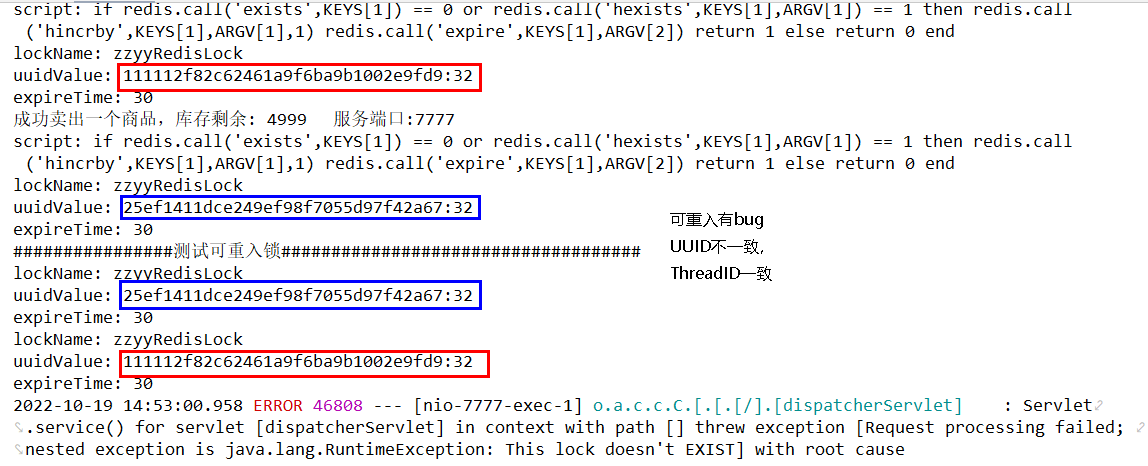 script: if redis.call('exists',KEYS[1]) == 0 or redis.call('hexists',KEYS[1],ARGV[1]) == 1 then redis.call
('hincrby',KEYS[1],ARGV[1],1) redis.call('expire',KEYS[1],ARGV[2]) return 1 else return 0 end
lockName: zzyyRedisLock
uuidValue: 111112f82c62461a9f6ba9b1002e9fd9:32
expireTime: 30
成功卖出一个商品，库存剩余: 4999 服务端口:7777
script: if redis.call('exists',KEYS[1]) == 0 or redis.call('hexists',KEYS[1],ARGV[1]) == 1 then redis.call
('hincrby',KEYS[1],ARGV[1],1) redis.call('expire',KEYS[1],ARGV[2]) return 1 else return 0 end
lockName: zzyyRedisLock
uuidValue: 25ef1411dce249ef98f7055d97f42a67:32
expireTime: 30
可重入有bug
UUID不一致,
ThreadID一致
################测试可重入锁####################################
lockName: zzyyRedisLock
uuidValue: 25ef1411dce249ef98f7055d97f42a67:32
expireTime: 30
lockName: zzyyRedisLock
uuidValue: 111112f82c62461a9f6ba9b1002e9fd9:32
expireTime: 30
2022-10-19 14:53:00.958 ERROR 46808 --- [nio-7777-exec-1] o.a.c.c.C.[.[.[/].[dispatcherServlet] : Servlet
.service() for servlet [dispatcherServlet] in context with path [] threw exception [Request processing failed;
nested exception is java.lang.RuntimeException: This lock doesn't EXIST] with root cause